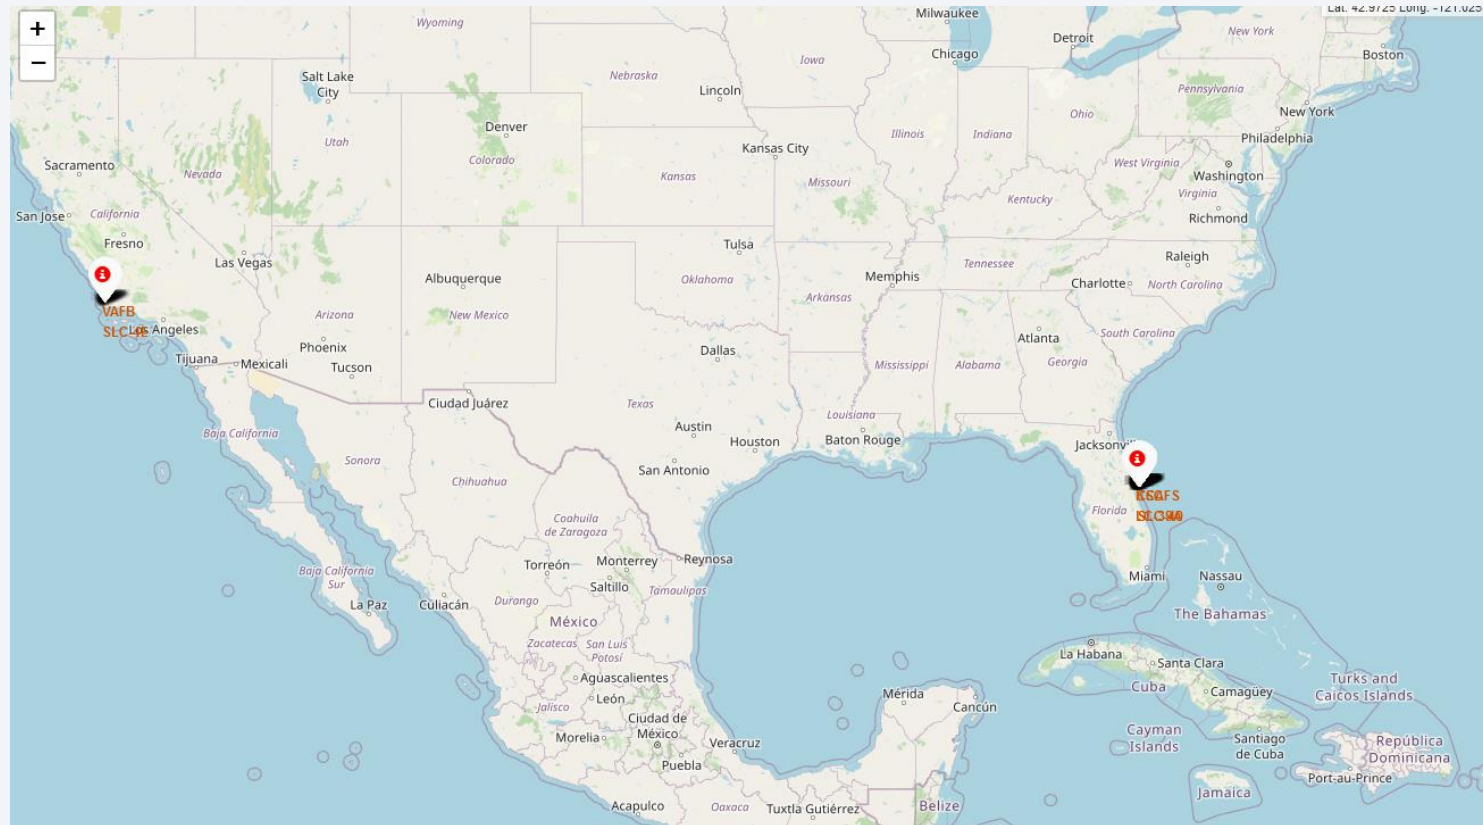 +
−
Wyoming
Milwaukee
Detroit
New York
Boston
Salt Lake
City
Nebraska
Iowa
Chicago
Lincoln
Pennsylvania
New York
Utah
Denver
Colorado
Illinois
Indiana
Ohio
Philadelphia
Sacramento
Nevada
Kansas City
Kansas
Missouri
West Virginia
Washington
Kentucky
Virginia
San Jose
California
Richmond
Fresno
Las Vegas
Tulsa
Raleigh
Albuquerque
Oklahoma
Memphis
Tennessee
Charlotte
North Carolina
Arkansas
VAFB
Arizona
New Mexico
Los Angeles
South Carolina
Phoenix
Atlanta
Tijuana
Mexicali
Tucson
Dallas
Mississippi
Alabama
Georgia
Ciudad Juárez
Texas
Louisiana
Baja California
Austin
Houston
Baton Rouge
Sonora
San Antonio
Chihuahua
Florida
Coahuila
de Zaragoza
Baja California
Sur
Torreón
Monterrey
Reynosa
Saltillo
Tamaulipas
Miami
Nassau
La Paz
Culiacán
Durango
México
The Bahamas
Zacatecas
San Luis
Potosí
La Habana
Santa Clara
Aguascalientes
Cuba
Camagüey
Turks and
Caicos Islands
Jalisco
León
Mérida
Cancún
Ciudad de
México
Morelia
Veracruz
Cayman
Islands
Santiago
de Cuba
República
Dominicana
Puebla
Port-au-Prince
Acapulco
Oaxaca
Tuxtla Gutiérrez
Belize
Jamaica